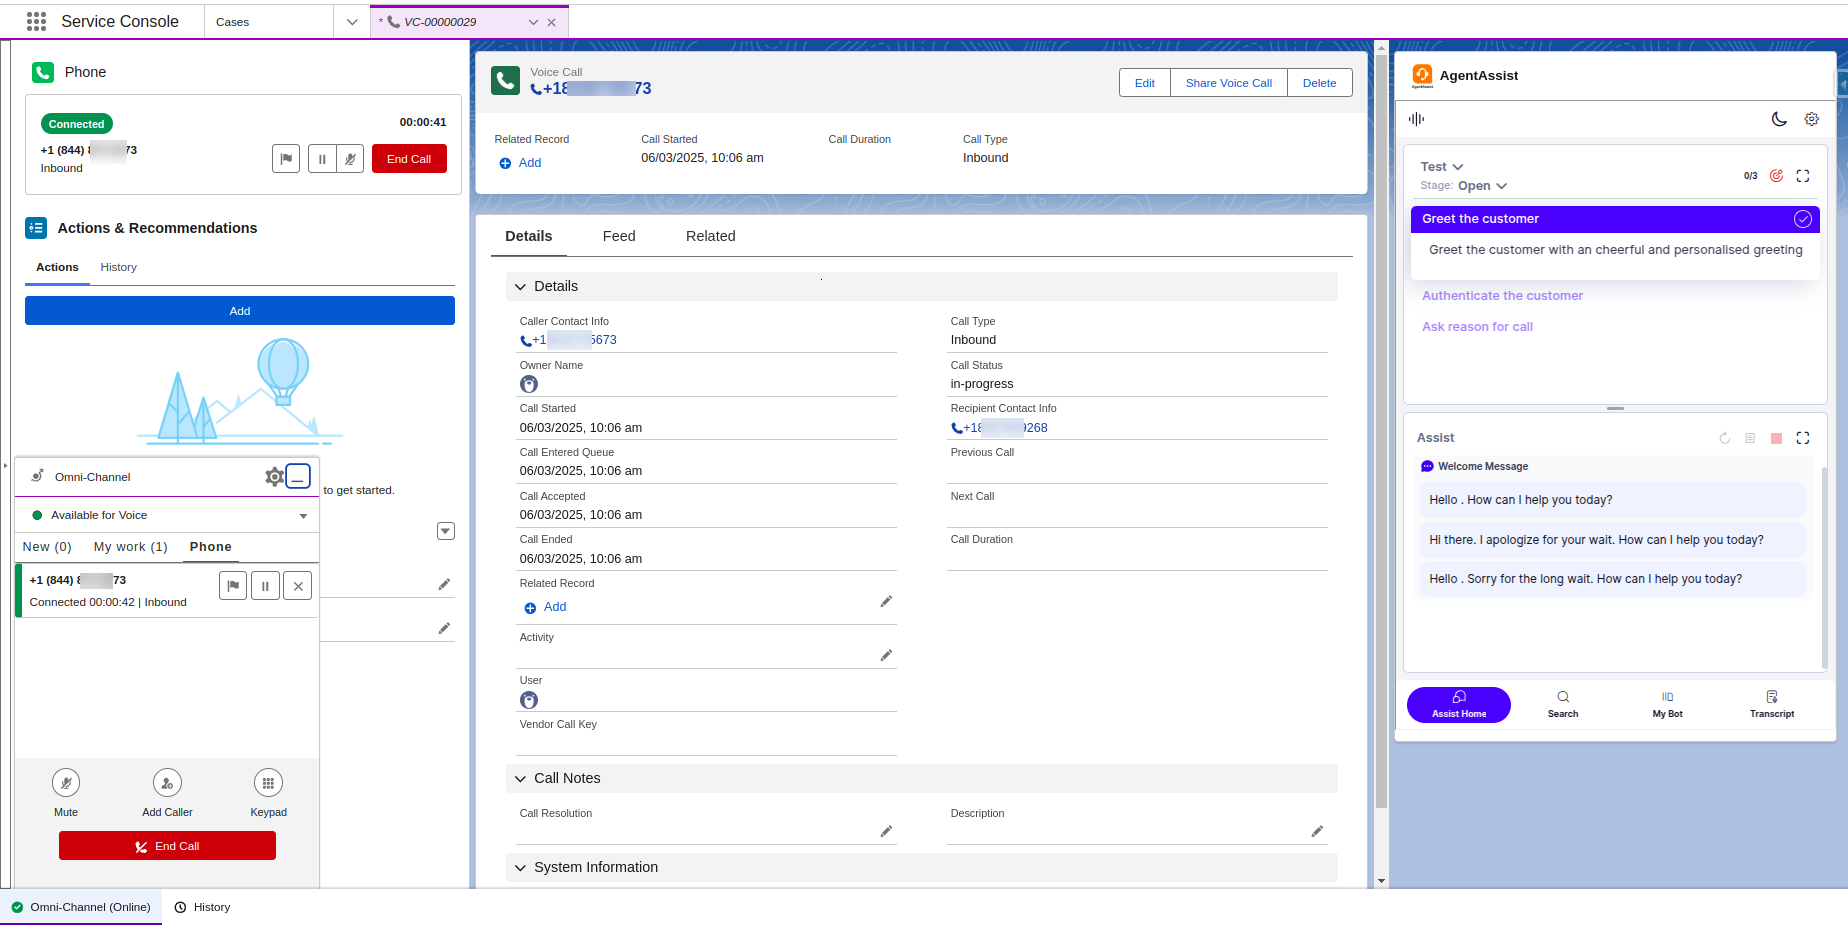 Service Console
Cases
* VC-00000029
Phone
Connected
00:00:41
+1 (844) 8 73
Inbound
End Call
Actions & Recommendations
Actions
History
Add
to get started.
Omni-Channel
Available for Voice
New (0)
My work (1)
Phone
+1 (844) 8 73
Connected 00:00:42 | Inbound
Mute
Add Caller
Keypad
End Call
Omni-Channel (Online)
History
Voice Call
+18 73
Edit
Share Voice Call
Delete
Related Record
Call Started
Call Duration
Call Type
Add
06/03/2025, 10:06 am
Inbound
Details
Feed
Related
Details
Caller Contact Info
+1 5673
Call Type
Inbound
Owner Name
Call Status
in-progress
Call Started
06/03/2025, 10:06 am
Recipient Contact Info
+18 9268
Call Entered Queue
06/03/2025, 10:06 am
Previous Call
Call Accepted
06/03/2025, 10:06 am
Next Call
Call Ended
06/03/2025, 10:06 am
Call Duration
Related Record
Add
Activity
User
Vendor Call Key
Call Notes
Call Resolution
Description
System Information
AgentAssist
AgentAssist
Test
Stage: Open
0/3
Greet the customer
Greet the customer with an cheerful and personalised greeting
Authenticate the customer
Ask reason for call
Assist
Welcome Message
Hello . How can I help you today?
Hi there. I apologize for your wait. How can I help you today?
Hello . Sorry for the long wait. How can I help you today?
Assist Home
Search
My Bot
Transcript